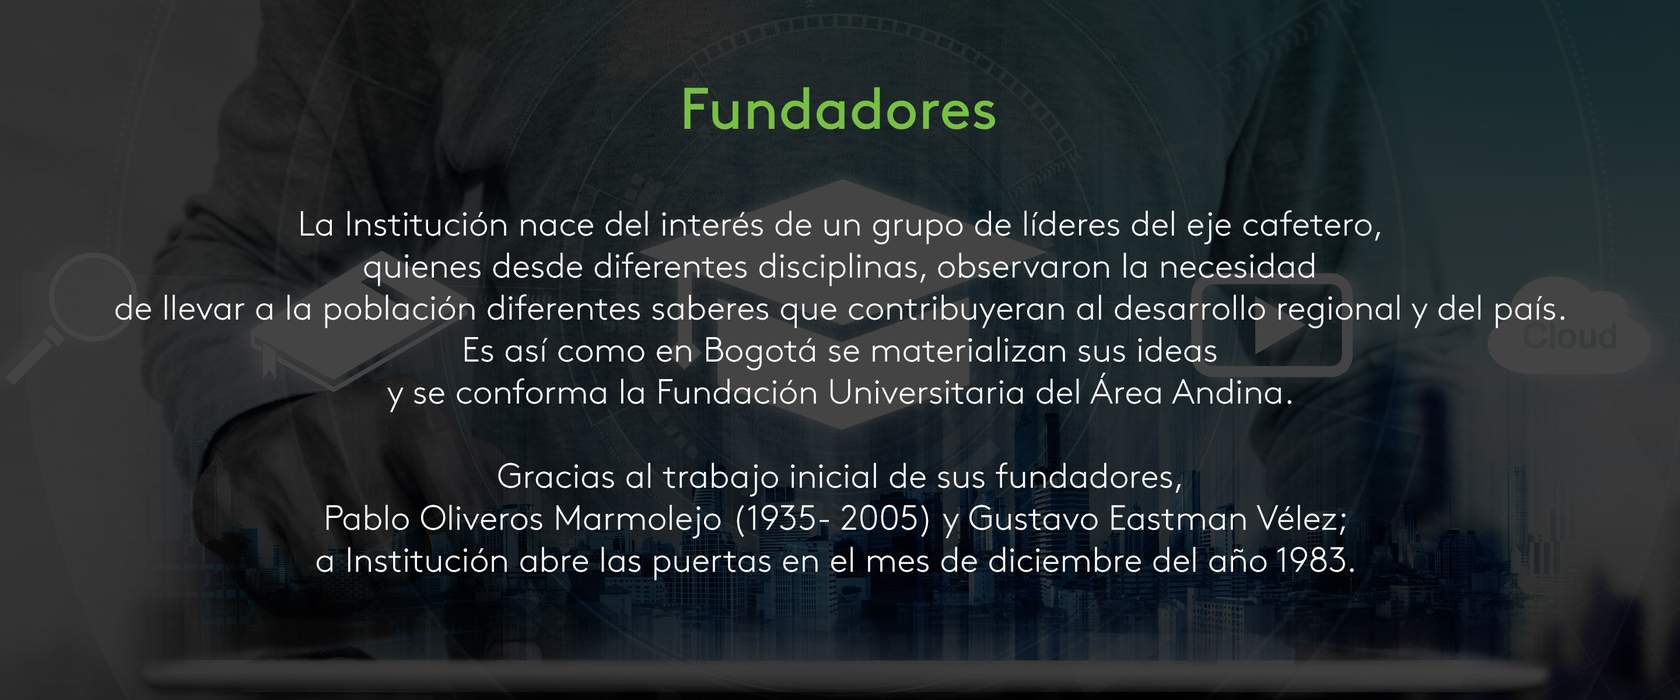 Fundadores
La Institución nace del interés de un grupo de líderes del eje cafetero,
quienes desde diferentes disciplinas, observaron la necesidad
de llevar a la población diferentes saberes que contribuyeran al desarrollo regional y del país.
Cloud
Es así como en Bogotá se materializan sus ideas
y se conforma la Fundación Universitaria del Área Andina.
Gracias al trabajo inicial de sus fundadores,
Pablo Oliveros Marmolejo (1935- 2005) y Gustavo Eastman Vélez;
a Institución abre las puertas en el mes de diciembre del año 1983.